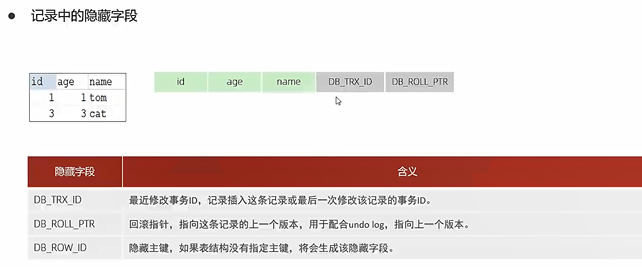 ● 记录中的隐藏字段
id age name
1 1 tom
3 3 cat
id age name DB_TRX_ID DB_ROLL_PTR
隐藏字段 含义
DB_TRX_ID 最近修改事务ID，记录插入这条记录或最后一次修改该记录的事务ID。
DB_ROLL_PTR 回滚指针，指向这条记录的上一个版本，用于配合undo log，指向上一个版本。
DB_ROW_ID 隐藏主键，如果表结构没有指定主键，将会生成该隐藏字段。